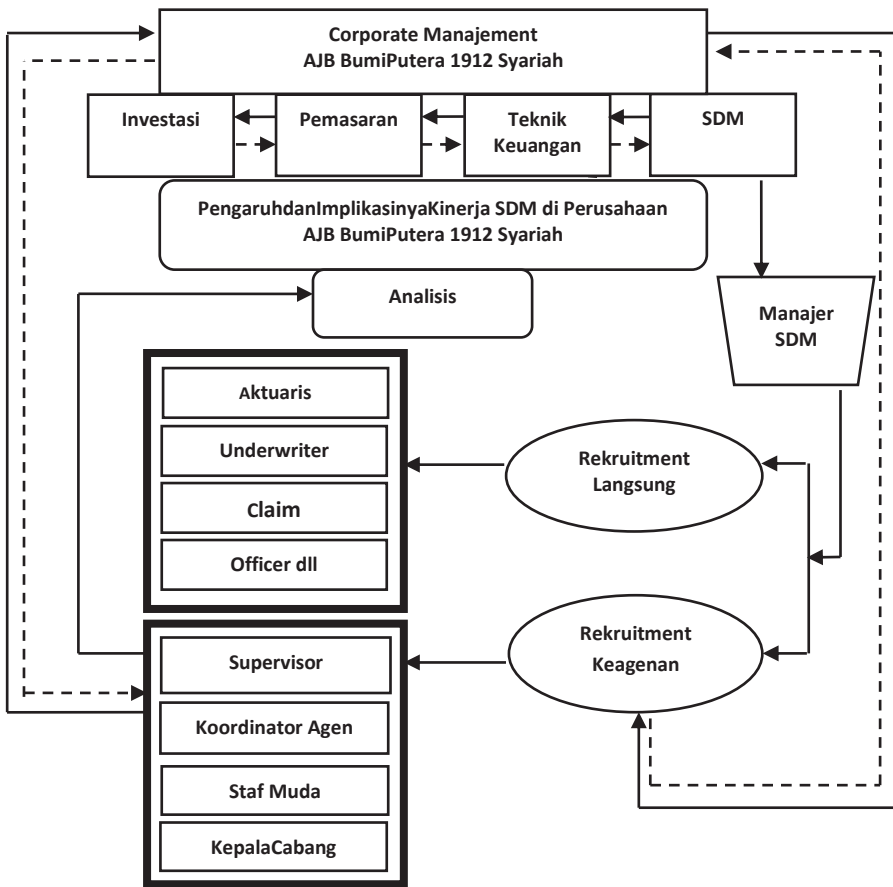 Corporate Manajement
AJB BumiPutera 1912 Syariah
Investasi
Pemasaran
Teknik
Keuangan
SDM
PengaruhdanImplikasinyaKinerja SDM di Perusahaan
AJB BumiPutera 1912 Syariah
Analisis
Manajer
SDM
Aktuaris
Underwriter
Claim
Officer dll
Rekruitment
Langsung
Rekruitment
Keagenan
Supervisor
Koordinator Agen
Staf Muda
KepalaCabang